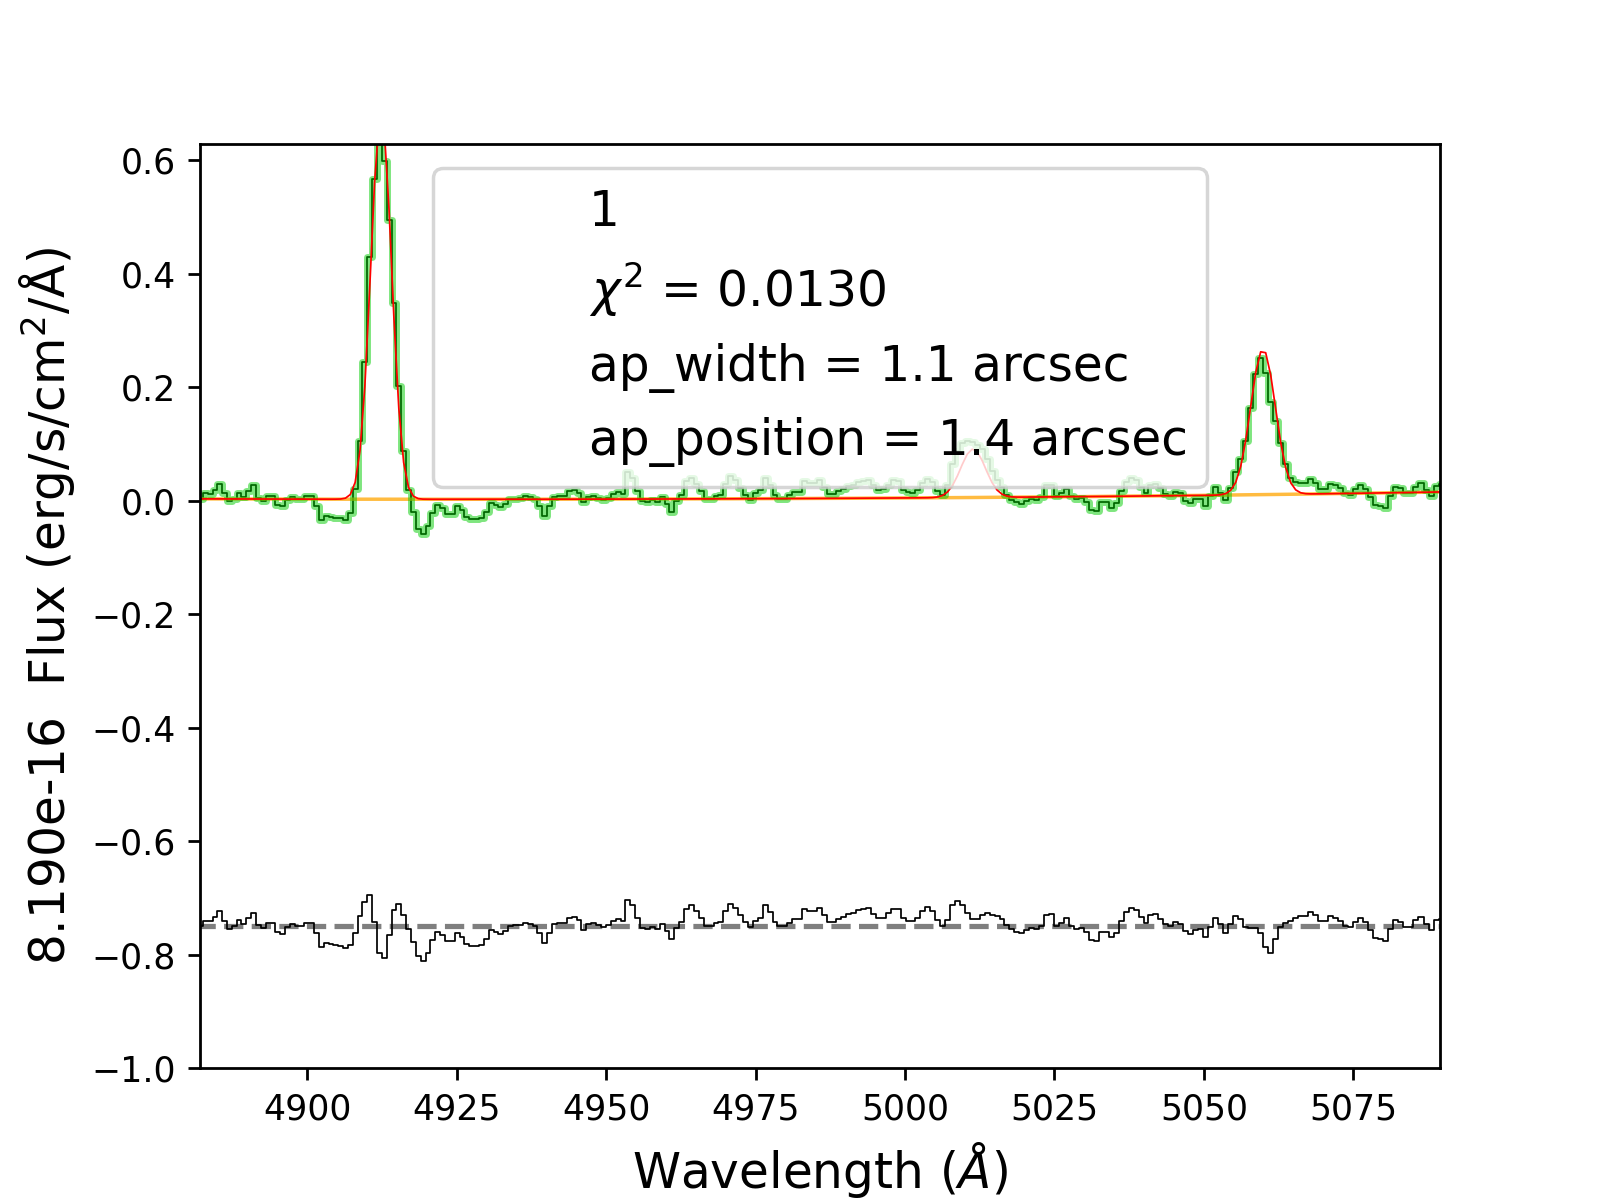 0.6
0.4
0.2
0.0
−0.2
−0.4
−0.6
−0.8
−1.0
8.190e-16 Flux (erg/s/cm²/Å)
1
χ² = 0.0130
ap_width = 1.1 arcsec
ap_position = 1.4 arcsec
4900 4925 4950 4975 5000 5025 5050 5075
Wavelength (Å)